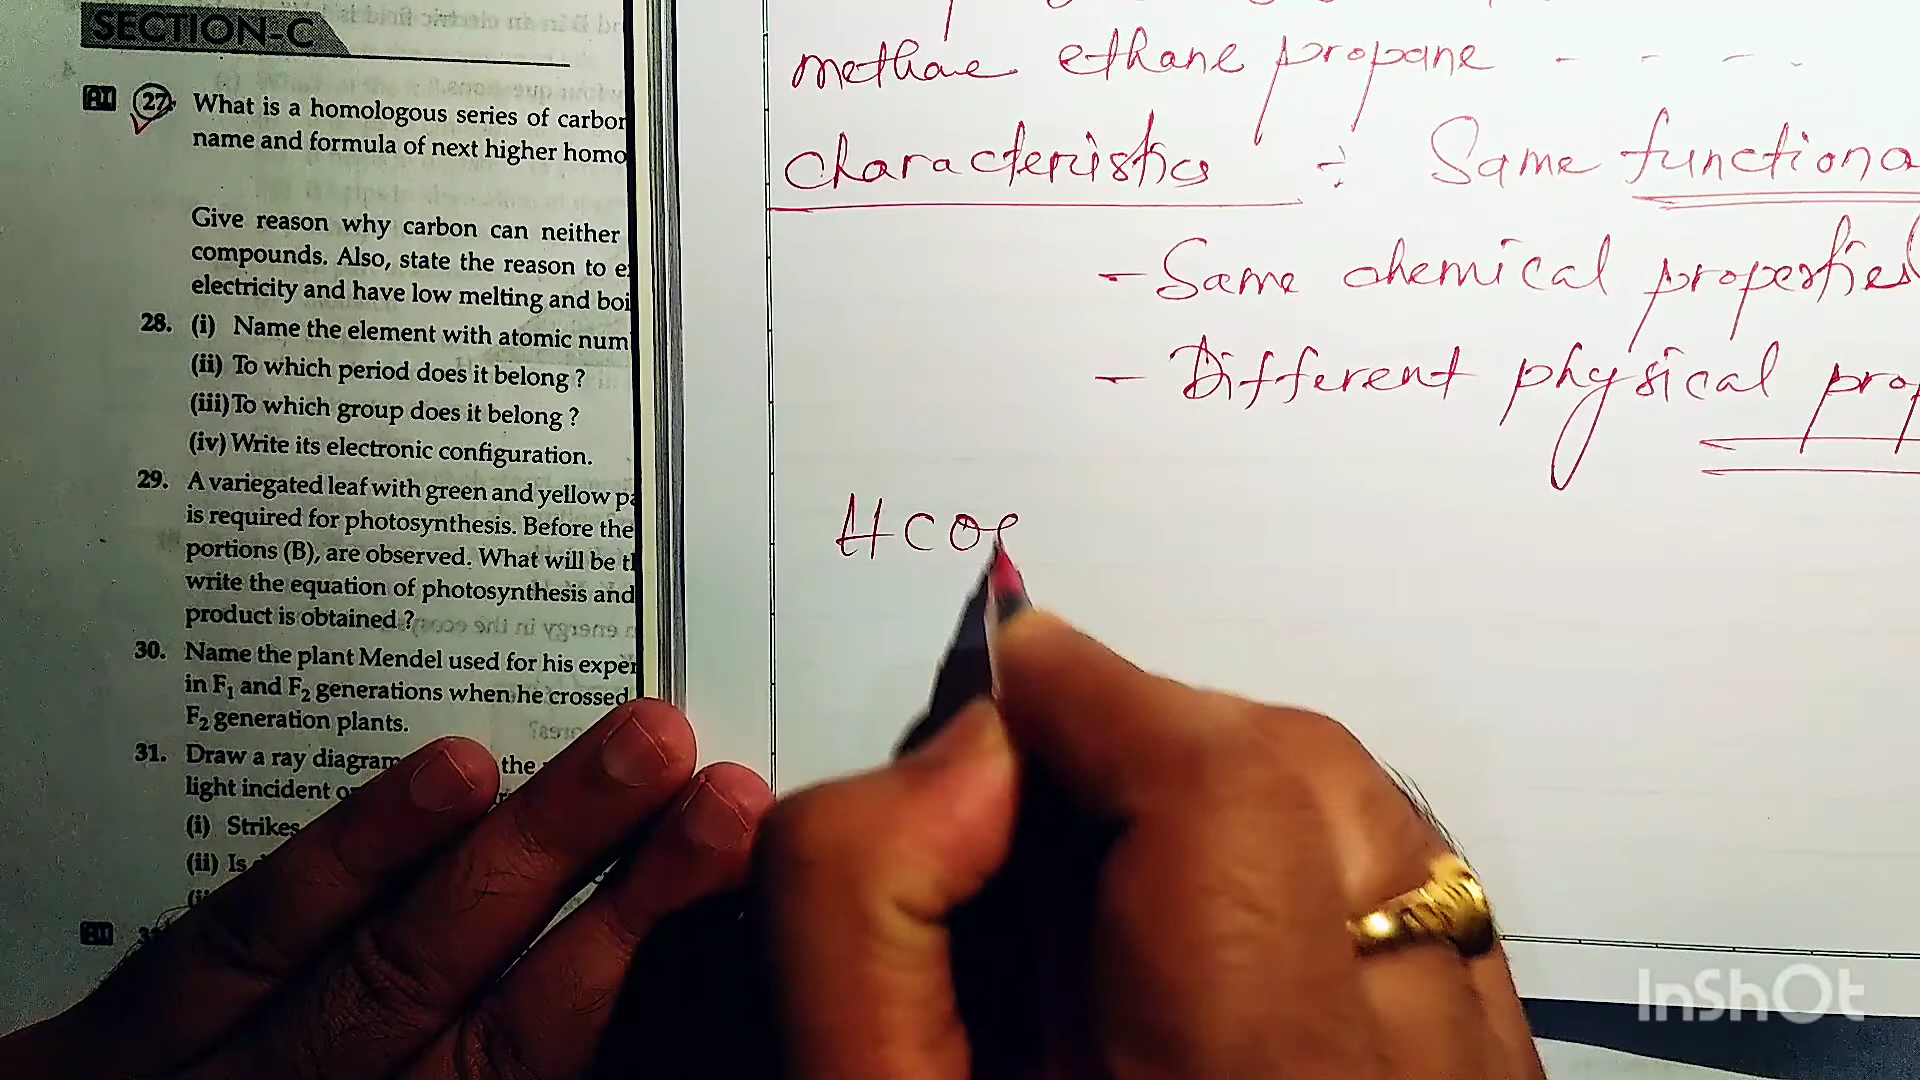 SECTION-C
AI 27. What is a homologous series of carbon
name and formula of next higher homo
Give reason why carbon can neither
compounds. Also, state the reason to e
electricity and have low melting and boi
28. (i) Name the element with atomic num
(ii) To which period does it belong ?
(iii) To which group does it belong ?
(iv) Write its electronic configuration.
29. A variegated leaf with green and yellow pa
is required for photosynthesis. Before the
portions (B), are observed. What will be th
write the equation of photosynthesis and
product is obtained ?
30. Name the plant Mendel used for his exper
in F1 and F2 generations when he crossed
F2 generation plants.
31. Draw a ray diagram the
light incident o
(i) Strikes
(ii) Is
methae ethane propane - - - .
characteristics ÷ Same functiona
- Same chemical properties
- Different physical prop
HCOO
InShOt